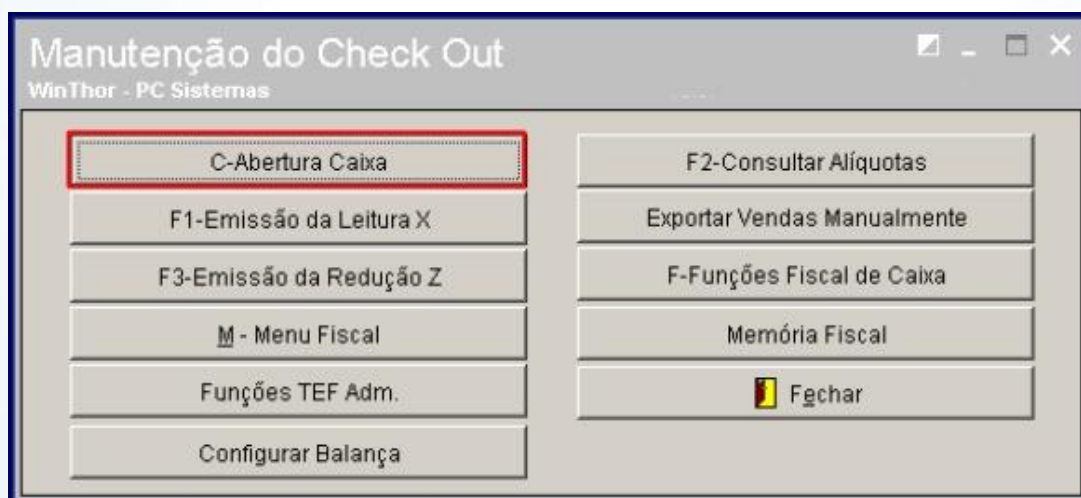 Manutenção do Check Out
WinThor - PC Sistemas
C-Abertura Caixa
F2-Consultar Alíquotas
F1-Emissão da Leitura X
Exportar Vendas Manualmente
F3-Emissão da Redução Z
F-Funções Fiscal de Caixa
M - Menu Fiscal
Memória Fiscal
Funções TEF Adm.
Fechar
Configurar Balança